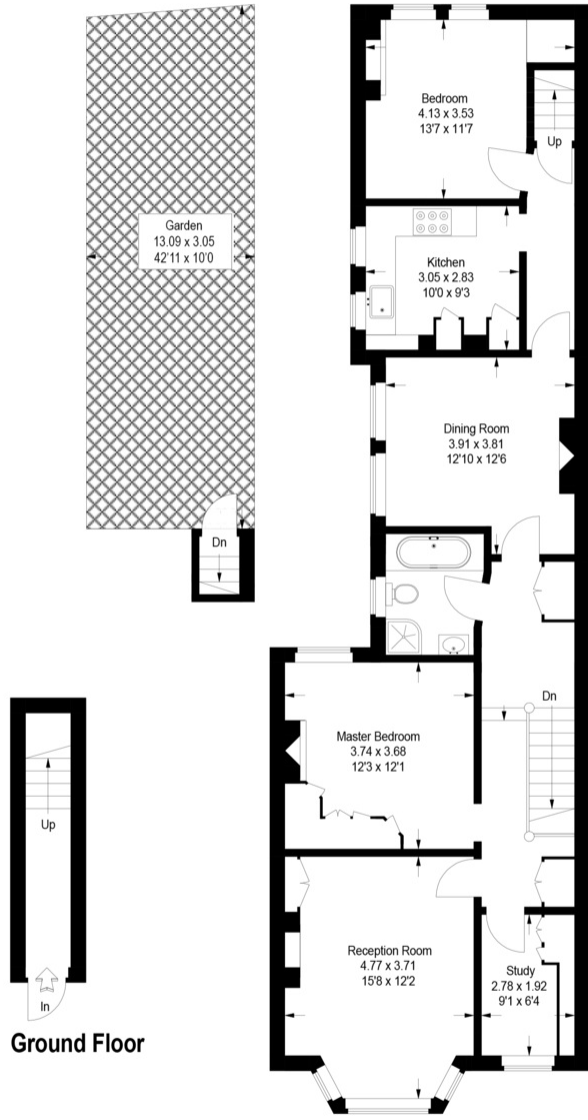 Bedroom
4.13 x 3.53
13'7 x 11'7
Up
Garden
13.09 x 3.05
42'11 x 10'0
Kitchen
3.05 x 2.83
10'0 x 9'3
Dining Room
3.91 x 3.81
12'10 x 12'6
Dn
Dn
Master Bedroom
3.74 x 3.68
12'3 x 12'1
Up
Reception Room
4.77 x 3.71
15'8 x 12'2
Study
2.78 x 1.92
9'1 x 6'4
In
Ground Floor